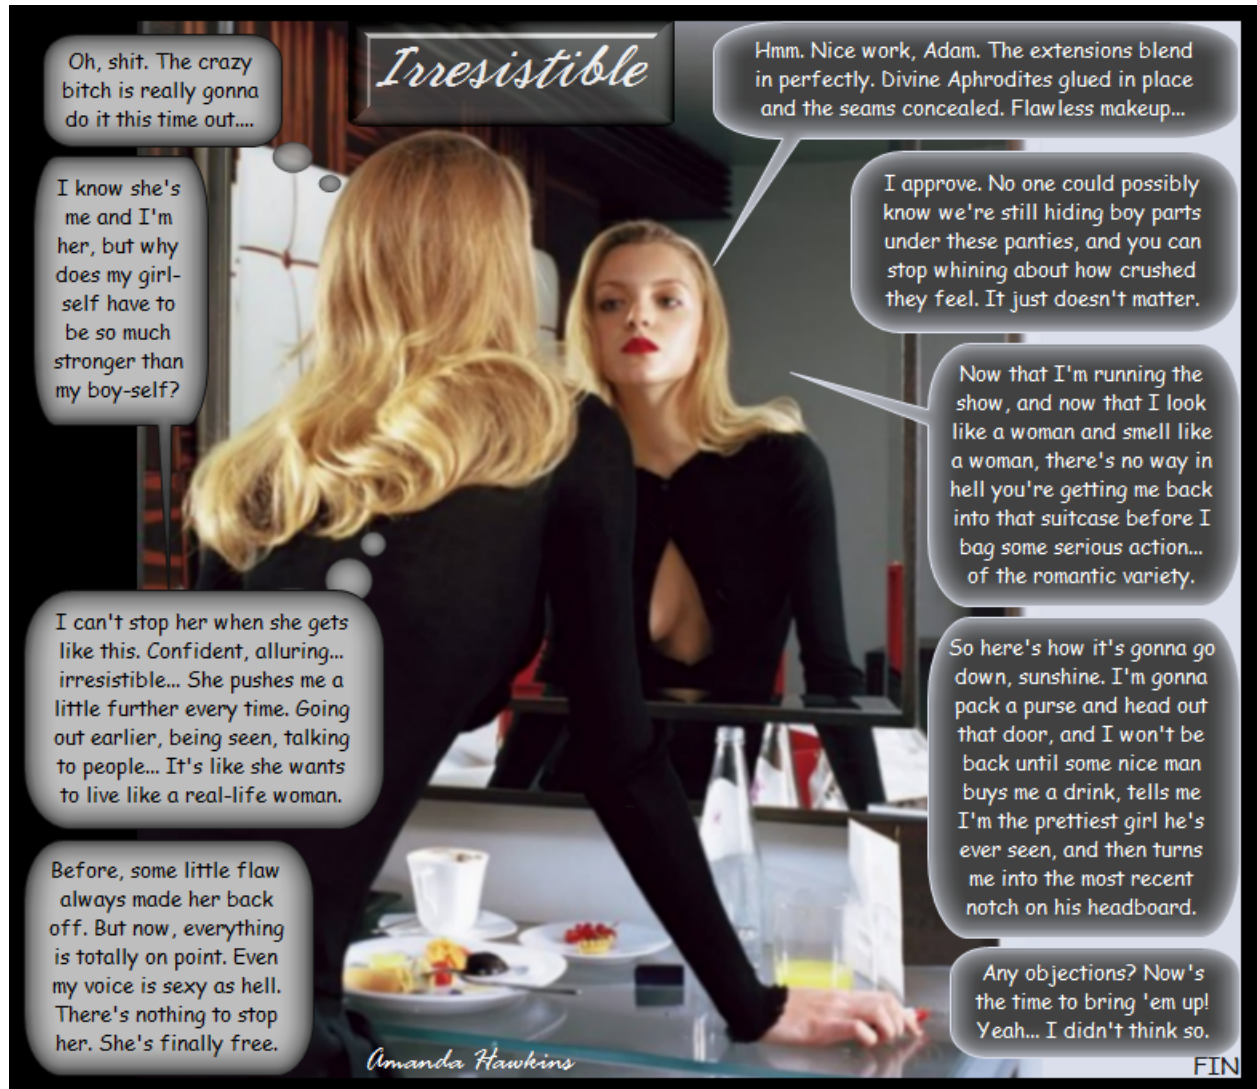 Irresistible
Oh, shit. The crazy
bitch is really gonna
do it this time out....
I know she's
me and I'm
her, but why
does my girl-
self have to
be so much
stronger than
my boy-self?
I can't stop her when she gets
like this. Confident, alluring...
irresistible... She pushes me a
little further every time. Going
out earlier, being seen, talking
to people... It's like she wants
to live like a real-life woman.
Before, some little flaw
always made her back
off. But now, everything
is totally on point. Even
my voice is sexy as hell.
There's nothing to stop
her. She's finally free.
Hmm. Nice work, Adam. The extensions blend
in perfectly. Divine Aphrodites glued in place
and the seams concealed. Flawless makeup...
I approve. No one could possibly
know we're still hiding boy parts
under these panties, and you can
stop whining about how crushed
they feel. It just doesn't matter.
Now that I'm running the
show, and now that I look
like a woman and smell like
a woman, there's no way in
hell you're getting me back
into that suitcase before I
bag some serious action...
of the romantic variety.
So here's how it's gonna go
down, sunshine. I'm gonna
pack a purse and head out
that door, and I won't be
back until some nice man
buys me a drink, tells me
I'm the prettiest girl he's
ever seen, and then turns
me into the most recent
notch on his headboard.
Any objections? Now's
the time to bring 'em up!
Yeah... I didn't think so.
Amanda Hawkins
FIN